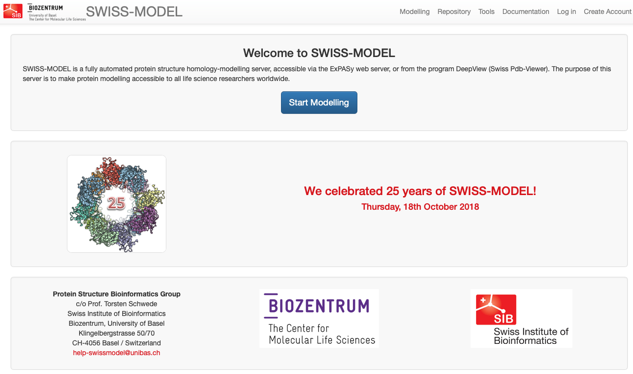 SIB
BIOZENTRUM
University of Basel
The Center for Molecular Life Sciences
SWISS-MODEL
Modelling Repository Tools Documentation Log in Create Account
Welcome to SWISS-MODEL
SWISS-MODEL is a fully automated protein structure homology-modelling server, accessible via the ExPASy web server, or from the program DeepView (Swiss Pdb-Viewer). The purpose of
this server is to make protein modelling accessible to all life science researchers worldwide.
Start Modelling
25
We celebrated 25 years of SWISS-MODEL!
Thursday, 18th October 2018
Protein Structure Bioinformatics Group
c/o Prof. Torsten Schwede
Swiss Institute of Bioinformatics
Biozentrum, University of Basel
Klingelbergstrasse 50/70
CH-4056 Basel / Switzerland
help-swissmodel@unibas.ch
BIOZENTRUM
The Center for
Molecular Life Sciences
SIB
Swiss Institute of
Bioinformatics